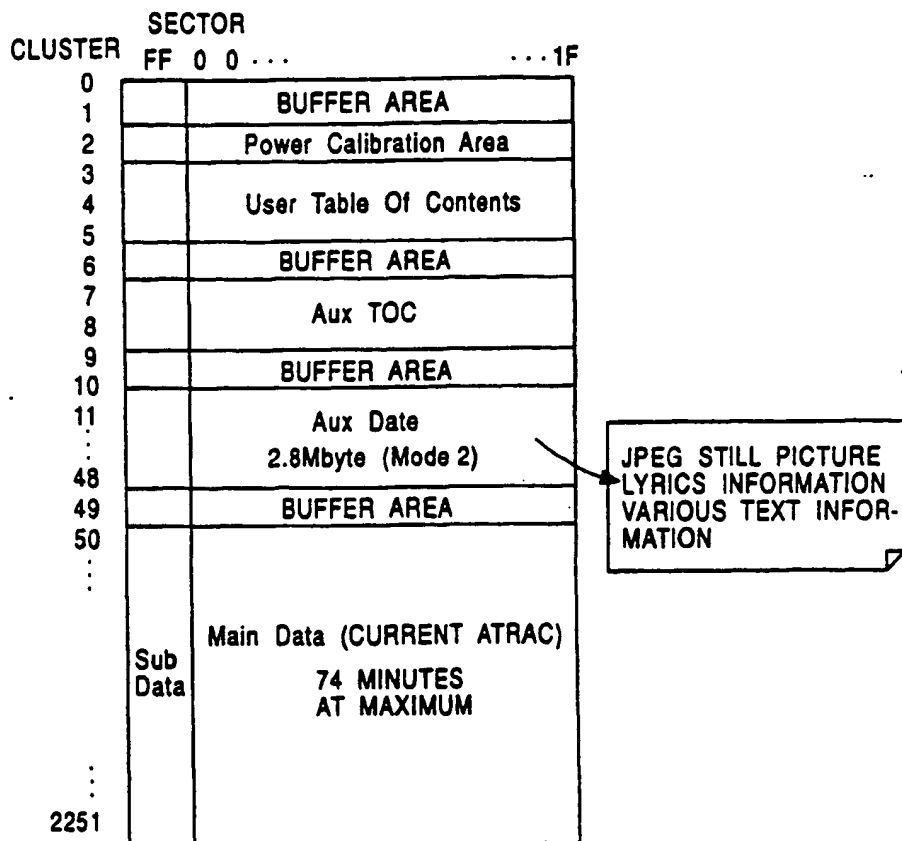 SECTOR
CLUSTER FF 0 0 ··· ··· 1F
0
1 BUFFER AREA
2 Power Calibration Area
3
4 User Table Of Contents
5
6 BUFFER AREA
7
8 Aux TOC
9
10 BUFFER AREA
11 Aux Date
2.8Mbyte (Mode 2)
48
49 BUFFER AREA
50
JPEG STILL PICTURE
LYRICS INFORMATION
VARIOUS TEXT INFOR-
MATION
Main Data (CURRENT ATRAC)
Sub
Data
74 MINUTES
AT MAXIMUM
2251